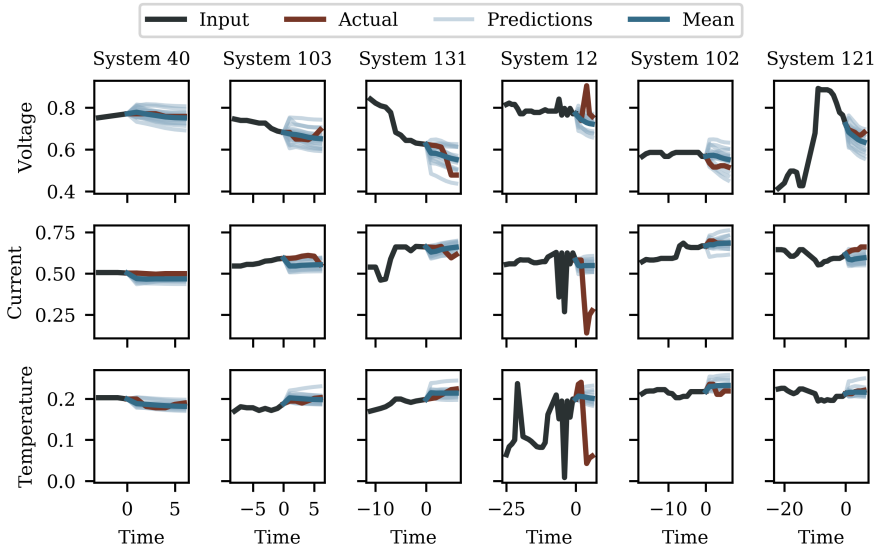 Input Actual Predictions Mean
System 40 System 103 System 131 System 12 System 102 System 121
Voltage
0.8
0.6
0.4
Current
0.75
0.50
0.25
Temperature
0.2
0.1
0.0
0 5 −5 0 5 −10 0 −25 0 −10 0 −20 0
Time Time Time Time Time Time